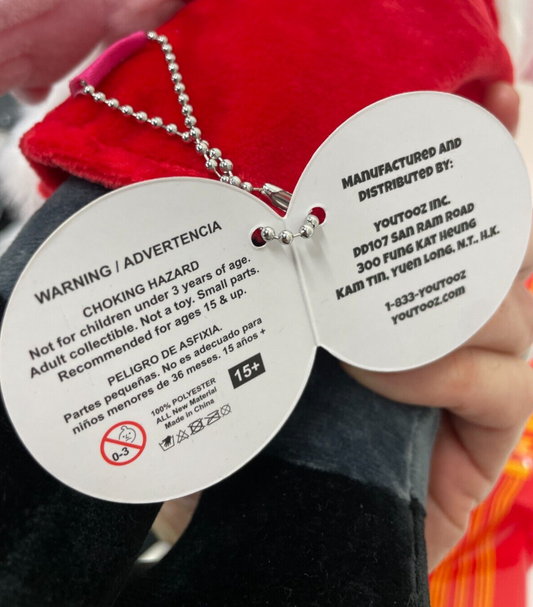 WARNING / ADVERTENCIA
CHOKING HAZARD
Not for children under 3 years of age.
Adult collectible. Not a toy. Small parts.
Recommended for ages 15 & up.
PELIGRO DE ASFIXIA.
Partes pequeñas. No es adecuado para
niños menores de 36 meses. 15 años +
15+
0-3
100% POLYESTER
ALL New Material
Made in China
Manufactured and
distributed by:
Youtooz Inc.
DD107 San Ram Road
300 Fung Kat Heung
Kam Tin, Yuen Long, N.T., H.K.
1-833-Youtooz
youtooz.com